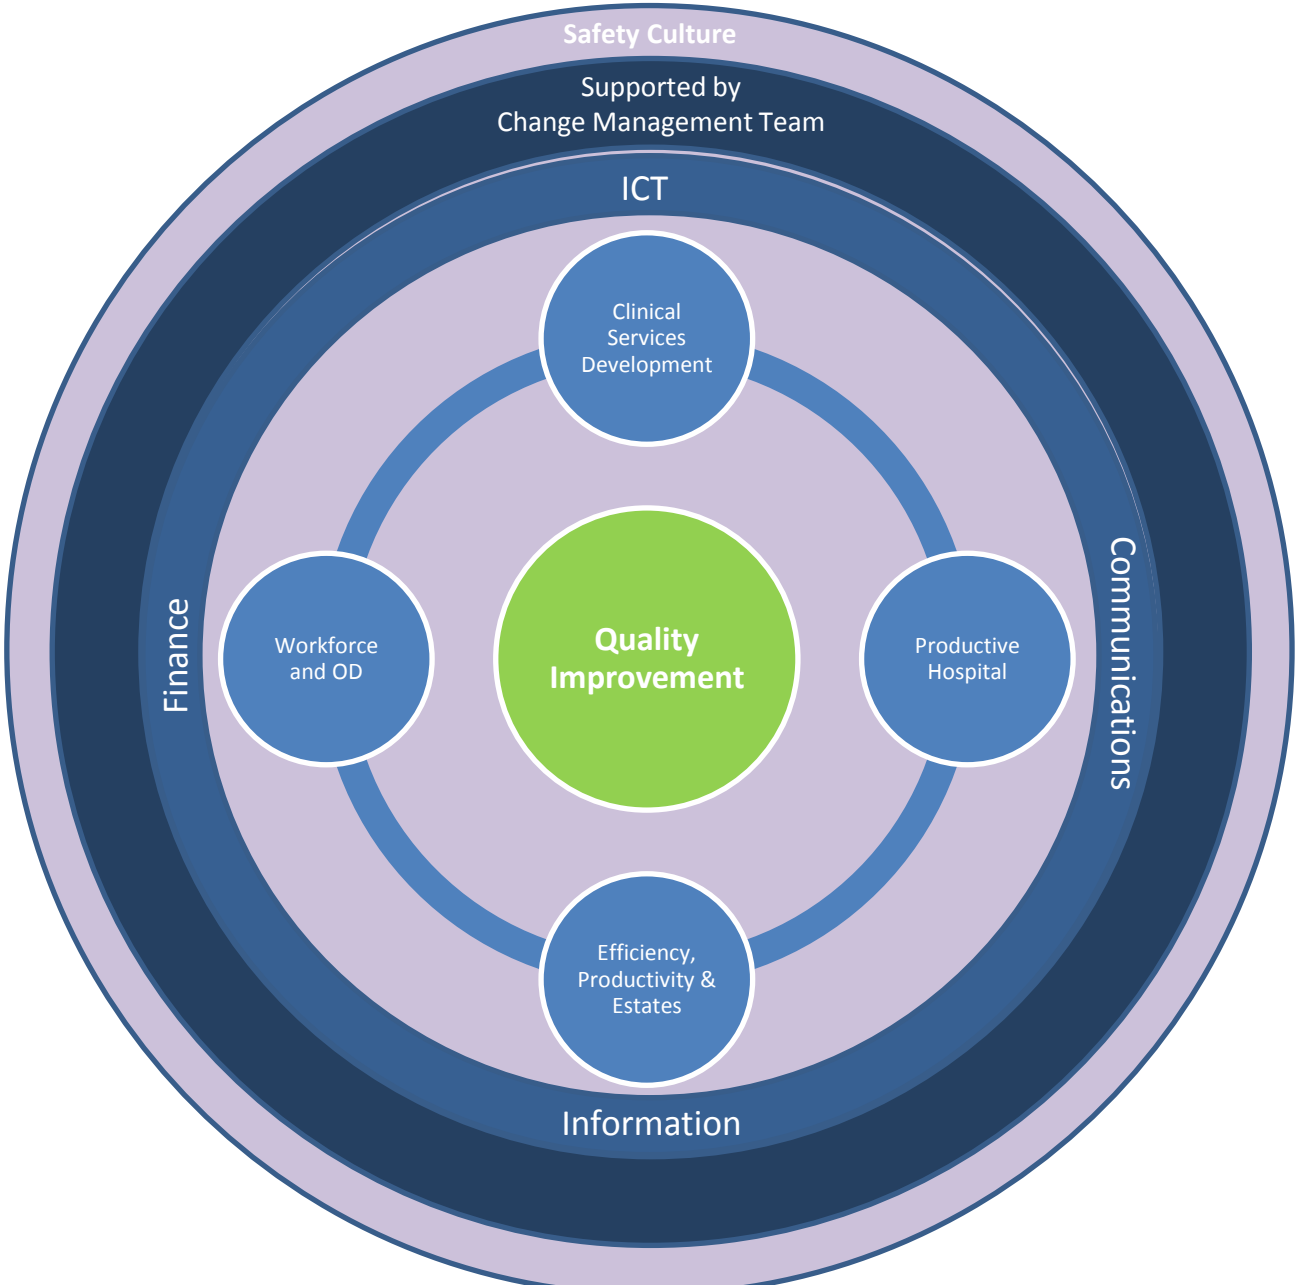 Safety Culture
Supported by
Change Management Team
ICT
Clinical
Services
Development
Communications
Finance
Workforce
and OD
Quality
Improvement
Productive
Hospital
Efficiency,
Productivity &
Estates
Information